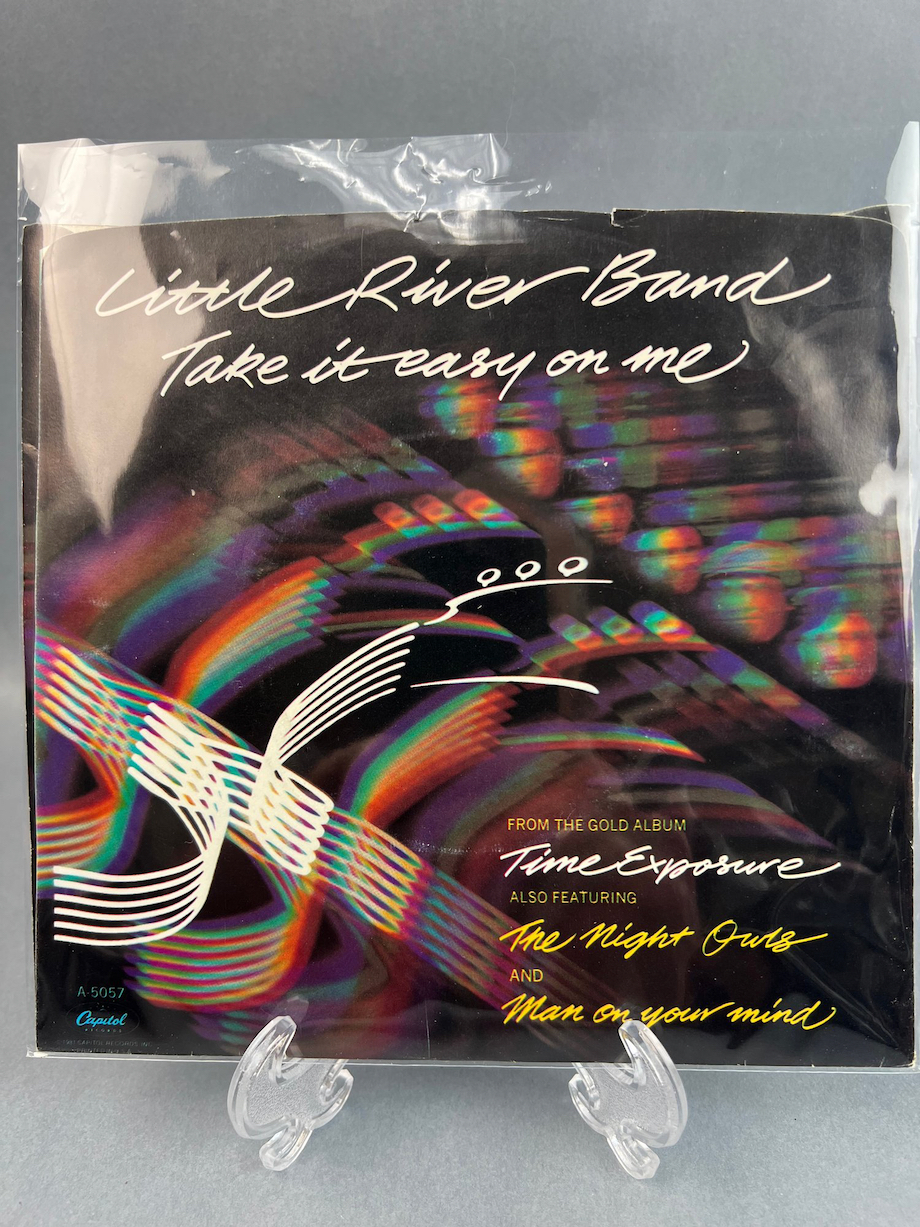 Little River Band
Take it easy on me
FROM THE GOLD ALBUM
Time Exposure
ALSO FEATURING
The Night Owls
AND
Man on your mind
A-5057
Capitol
RECORDS